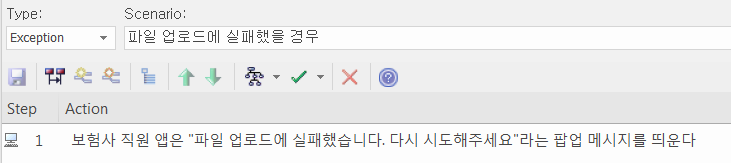 Type: Scenario:
Exception 파일 업로드에 실패했을 경우
Step Action
1 보험사 직원 앱은 "파일 업로드에 실패했습니다. 다시 시도해주세요"라는 팝업 메시지를 띄운다